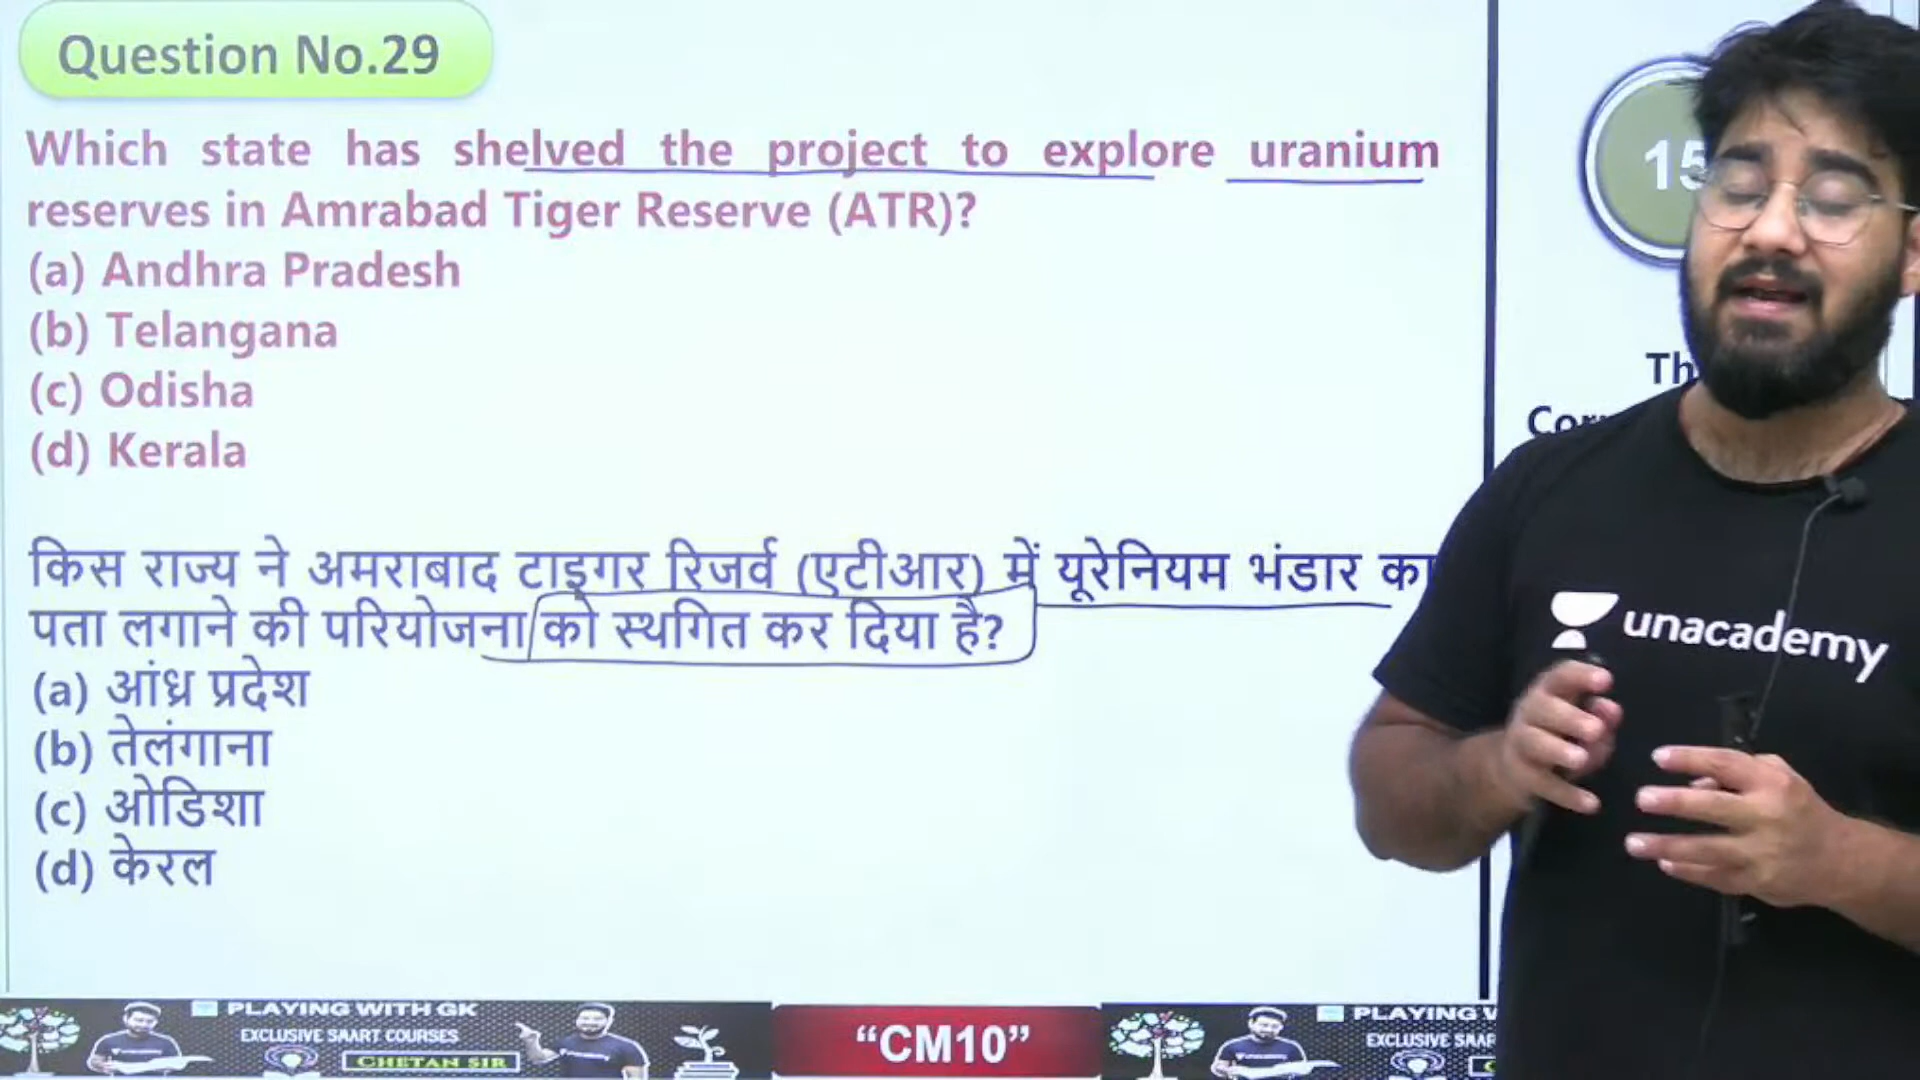 Question No.29
Which state has shelved the project to explore uranium
reserves in Amrabad Tiger Reserve (ATR)?
(a) Andhra Pradesh
(b) Telangana
(c) Odisha
(d) Kerala
किस राज्य ने अमराबाद टाइगर रिजर्व (एटीआर) में यूरेनियम भंडार का
पता लगाने की परियोजना को स्थगित कर दिया है?
(a) आंध्र प्रदेश
(b) तेलंगाना
(c) ओडिशा
(d) केरल
15
unacademy
PLAYING WITH GK
EXCLUSIVE SAART COURSES
CHETAN SIR
“CM10”
PLAYING
EXCLUSIVE